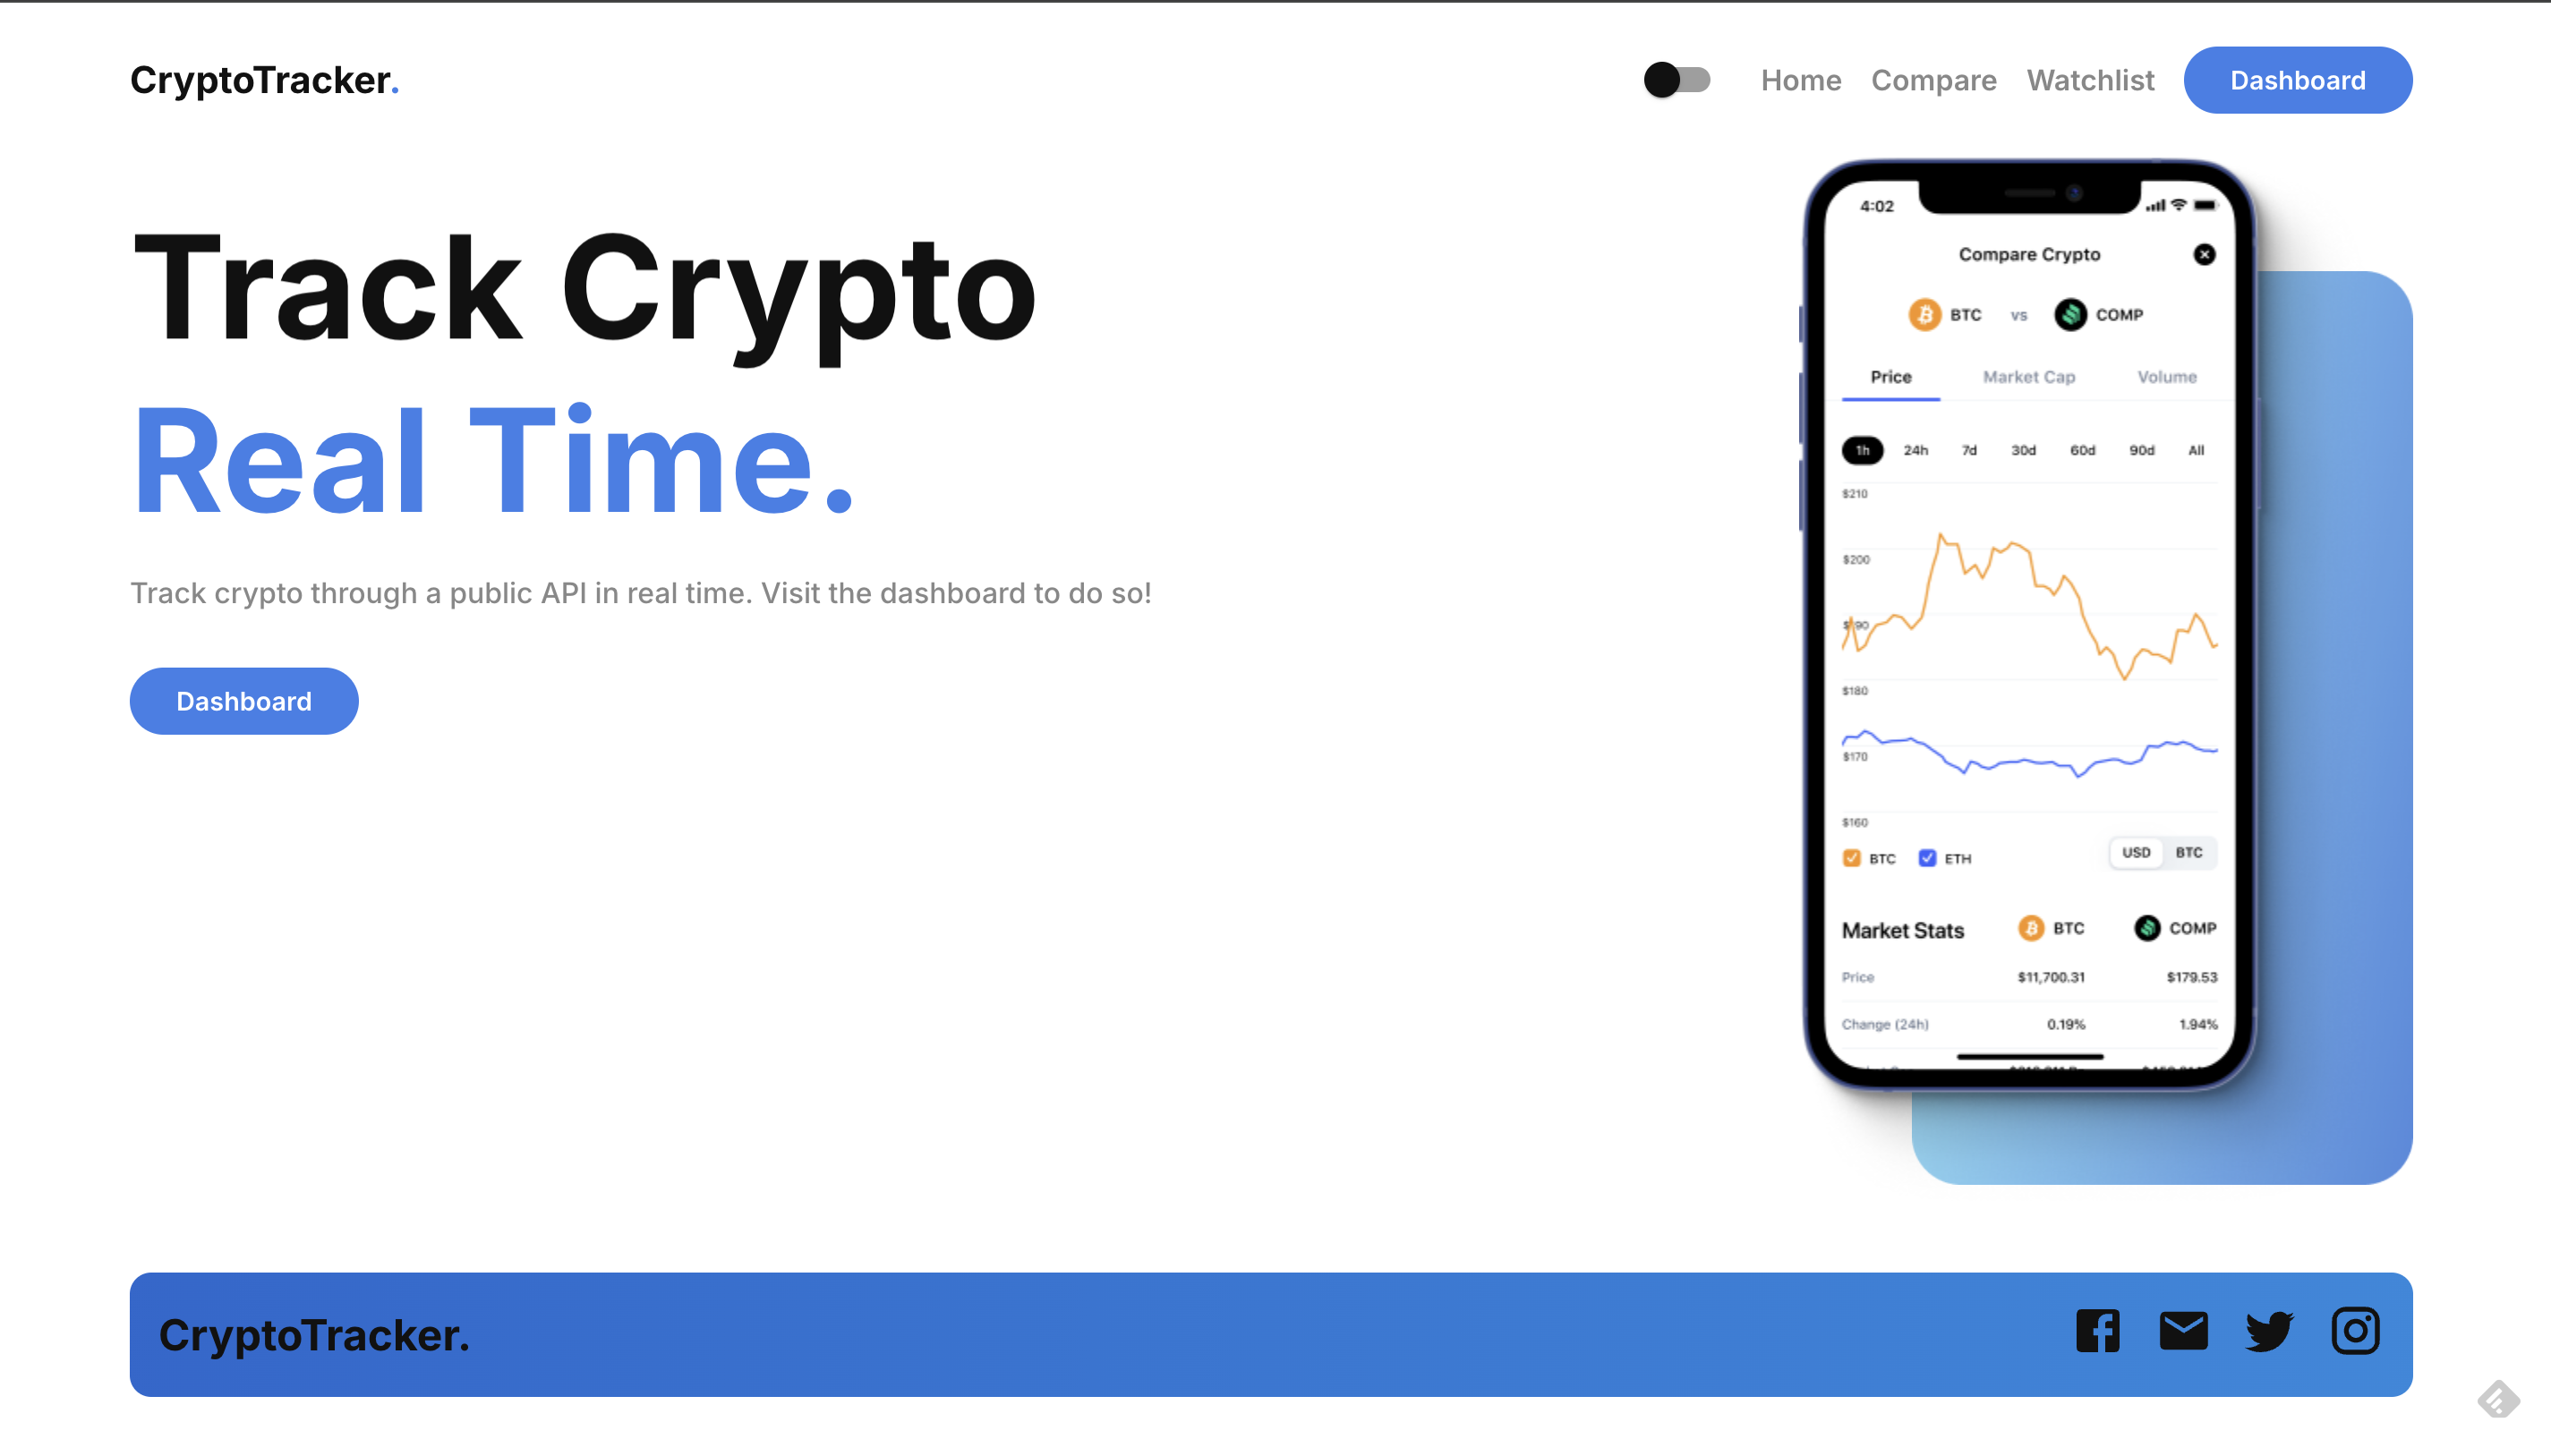 CryptoTracker.
Home Compare Watchlist Dashboard
Track Crypto
Real Time.
Track crypto through a public API in real time. Visit the dashboard to do so!
Dashboard
4:02
Compare Crypto
BTC vs COMP
Price Market Cap Volume
1h 24h 7d 30d 60d 90d All
$210
$200
$180
$170
$160
BTC ETH USD BTC
Market Stats BTC COMP
Price $11,700.31 $179.53
Change (24h) 0.19% 1.94%
CryptoTracker.